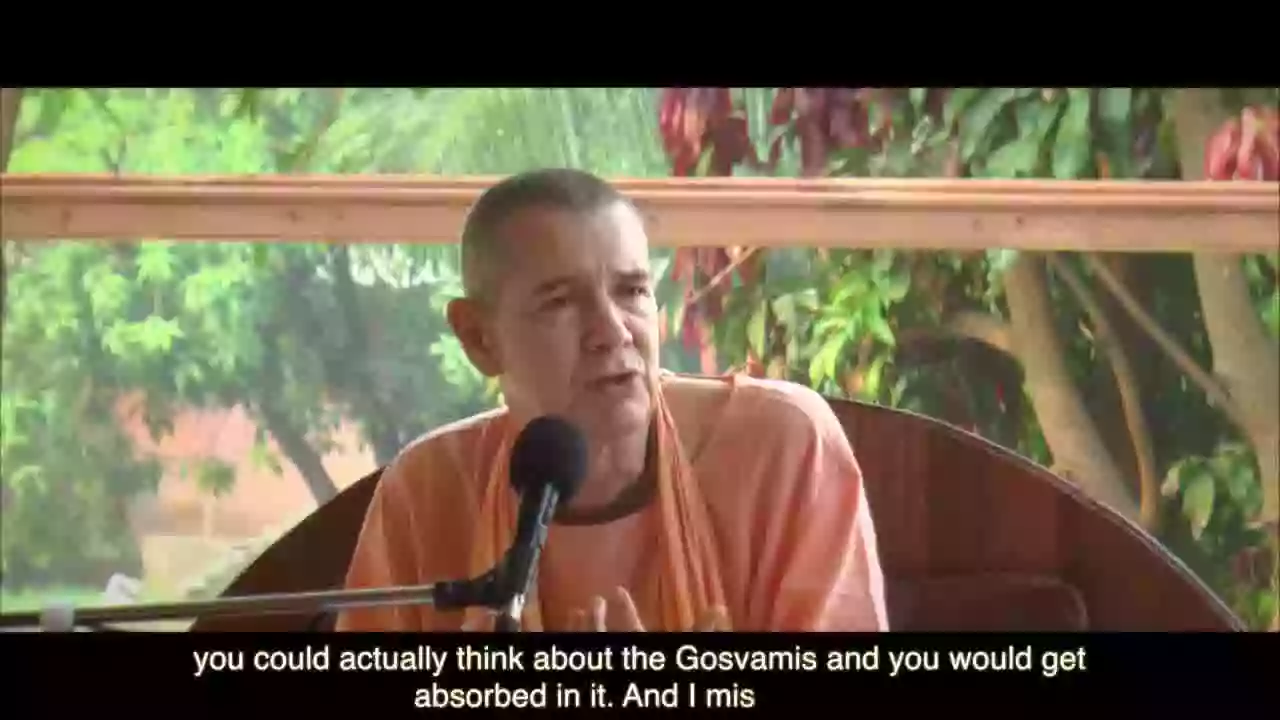 you could actually think about the Gosvamis and you would get
absorbed in it. And I mis